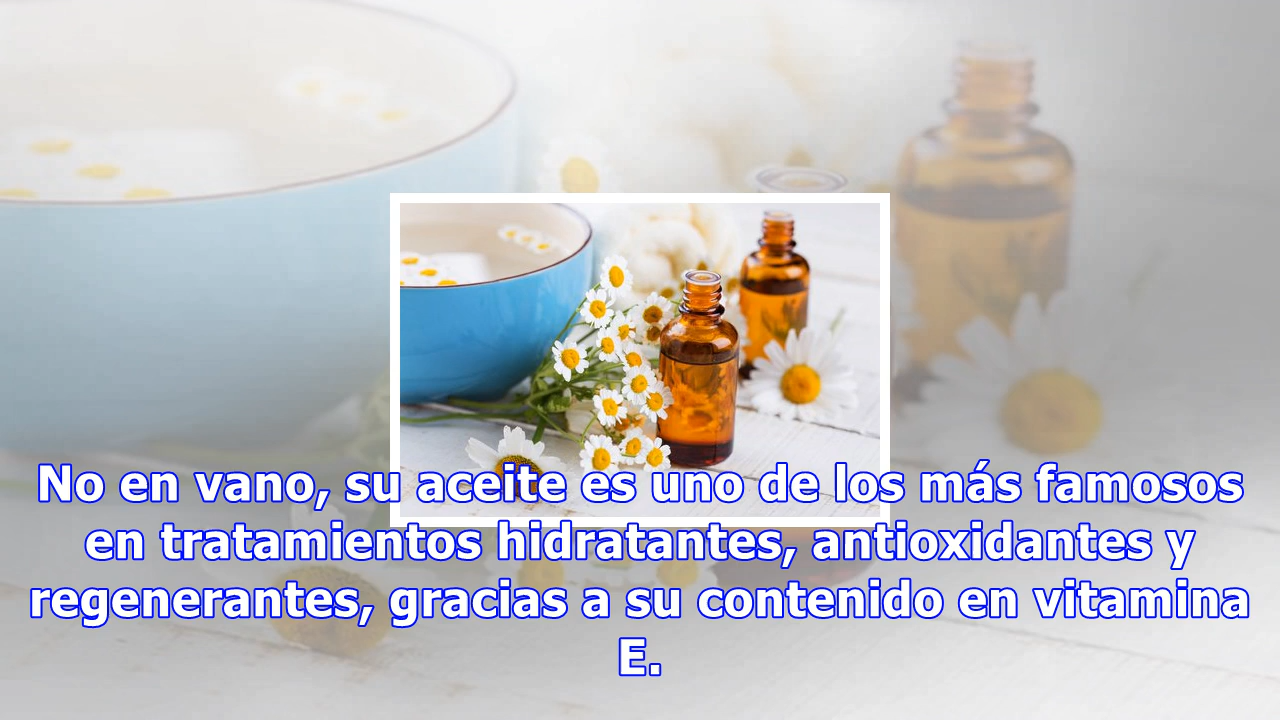 No en vano, su aceite es uno de los más famosos
en tratamientos hidratantes, antioxidantes y
regenerantes, gracias a su contenido en vitamina
E.